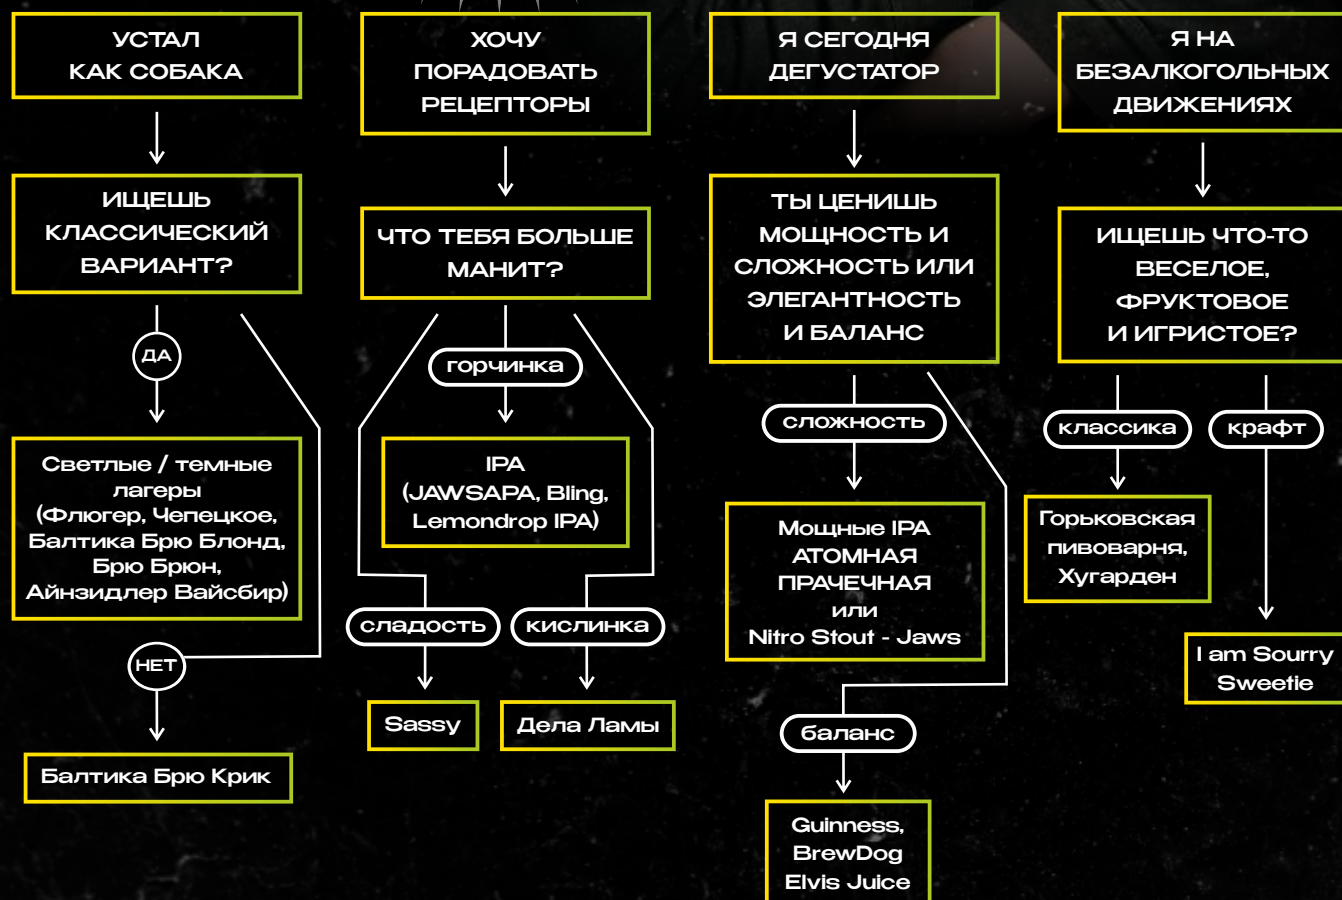 УСТАЛ
КАК СОБАКА
ИЩЕШЬ
КЛАССИЧЕСКИЙ
ВАРИАНТ?
ДА
Светлые / темные
лагеры
(Флюгер, Чепецкое,
Балтика Брю Блонд,
Брю Брюн,
Айнзидлер Вайсбир)
НЕТ
Балтика Брю Крик
ХОЧУ
ПОРАДОВАТЬ
РЕЦЕПТОРЫ
ЧТО ТЕБЯ БОЛЬШЕ
МАНИТ?
горчинка
IPA
(JAWSAPA, Bling,
Lemondrop IPA)
сладость
Sassy
кислинка
Дела Ламы
Я СЕГОДНЯ
ДЕГУСТАТОР
ТЫ ЦЕНИШЬ
МОЩНОСТЬ И
СЛОЖНОСТЬ ИЛИ
ЭЛЕГАНТНОСТЬ
И БАЛАНС
сложность
Мощные IPA
АТОМНАЯ
ПРАЧЕЧНАЯ
или
Nitro Stout - Jaws
баланс
Guinness,
BrewDog
Elvis Juice
Я НА
БЕЗАЛКОГОЛЬНЫХ
ДВИЖЕНИЯХ
ИЩЕШЬ ЧТО-ТО
ВЕСЕЛОЕ,
ФРУКТОВОЕ
И ИГРИСТОЕ?
классика
Горьковская
пивоварня,
Хугарден
крафт
I am Sourry
Sweetie